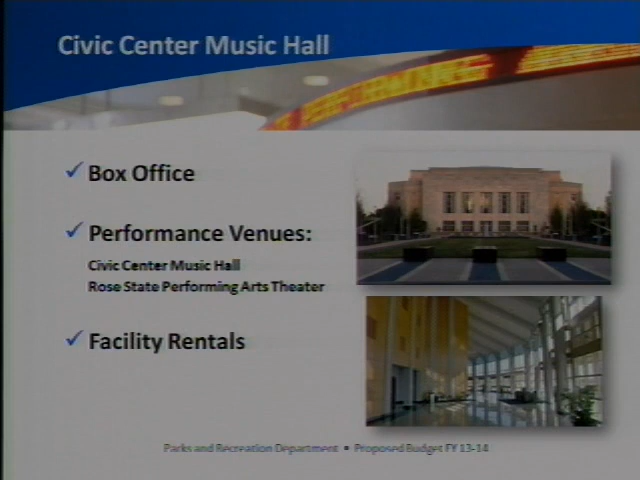 Civic Center Music Hall
PERFORMANCE
Box Office
Performance Venues:
Civic Center Music Hall
Rose State Performing Arts Theater
Facility Rentals
Parks and Recreation Department ▪ Proposed Budget FY 13-14